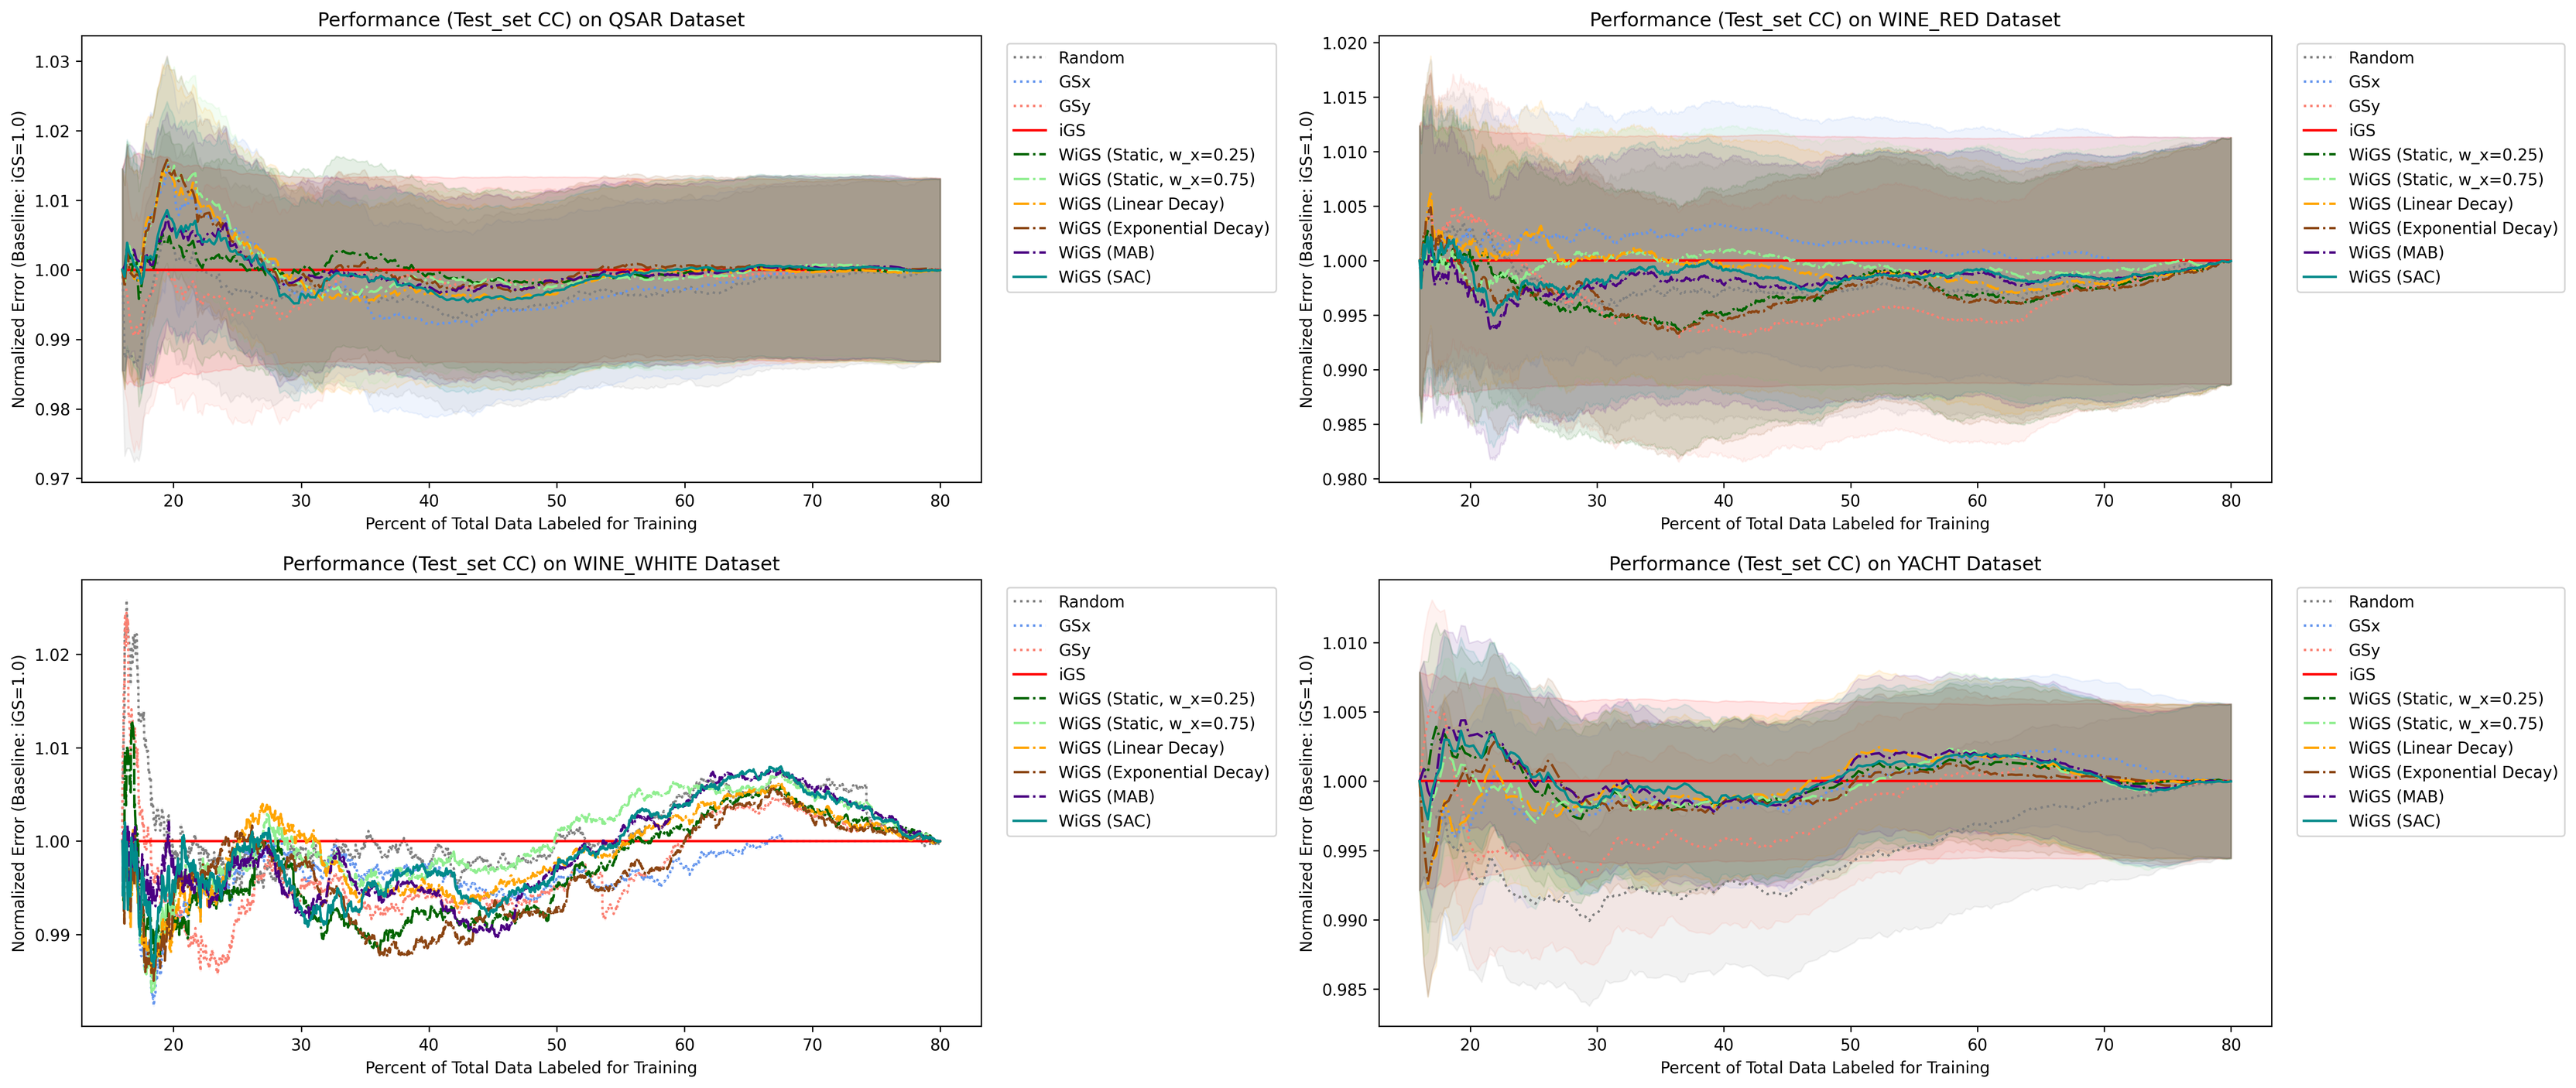 Performance (Test_set CC) on QSAR Dataset
Normalized Error (Baseline: iGS=1.0)
1.03
1.02
1.01
1.00
0.99
0.98
0.97
20 30 40 50 60 70 80
Percent of Total Data Labeled for Training
Random
GSx
GSy
iGS
WiGS (Static, w_x=0.25)
WiGS (Static, w_x=0.75)
WiGS (Linear Decay)
WiGS (Exponential Decay)
WiGS (MAB)
WiGS (SAC)
Performance (Test_set CC) on WINE_RED Dataset
Normalized Error (Baseline: iGS=1.0)
1.020
1.015
1.010
1.005
1.000
0.995
0.990
0.985
0.980
20 30 40 50 60 70 80
Percent of Total Data Labeled for Training
Random
GSx
GSy
iGS
WiGS (Static, w_x=0.25)
WiGS (Static, w_x=0.75)
WiGS (Linear Decay)
WiGS (Exponential Decay)
WiGS (MAB)
WiGS (SAC)
Performance (Test_set CC) on WINE_WHITE Dataset
Normalized Error (Baseline: iGS=1.0)
1.02
1.01
1.00
0.99
20 30 40 50 60 70 80
Percent of Total Data Labeled for Training
Random
GSx
GSy
iGS
WiGS (Static, w_x=0.25)
WiGS (Static, w_x=0.75)
WiGS (Linear Decay)
WiGS (Exponential Decay)
WiGS (MAB)
WiGS (SAC)
Performance (Test_set CC) on YACHT Dataset
Normalized Error (Baseline: iGS=1.0)
1.010
1.005
1.000
0.995
0.990
0.985
20 30 40 50 60 70 80
Percent of Total Data Labeled for Training
Random
GSx
GSy
iGS
WiGS (Static, w_x=0.25)
WiGS (Static, w_x=0.75)
WiGS (Linear Decay)
WiGS (Exponential Decay)
WiGS (MAB)
WiGS (SAC)